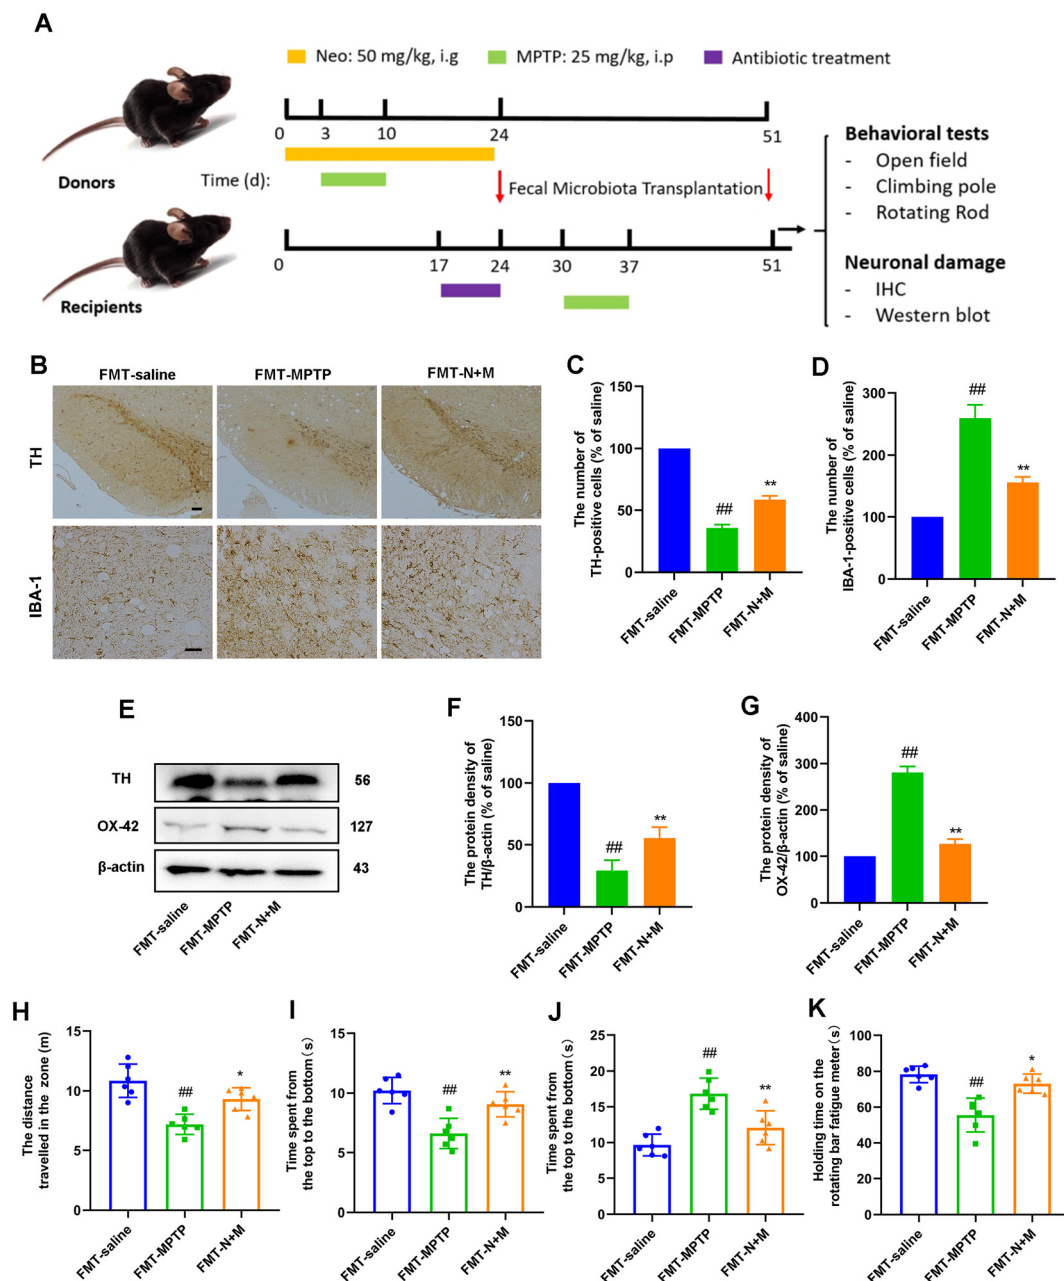 A
Neo: 50 mg/kg, i.g
MPTP: 25 mg/kg, i.p
Antibiotic treatment
0 3 10 24 51
Donors
Time (d):
Fecal Microbiota Transplantation
0 17 24 30 37 51
Recipients
Behavioral tests
- Open field
- Climbing pole
- Rotating Rod
Neuronal damage
- IHC
- Western blot
B
FMT-saline FMT-MPTP FMT-N+M
TH
IBA-1
C
The number of
TH-positive cells (% of saline)
150
100
50
0
##
**
FMT-saline
FMT-MPTP
FMT-N+M
D
The number of
IBA-1-positive cells (% of saline)
300
200
100
0
##
**
FMT-saline
FMT-MPTP
FMT-N+M
E
TH 56
OX-42 127
β-actin 43
FMT-saline
FMT-MPTP
FMT-N+M
F
The protein density of
TH/β-actin (% of saline)
150
100
50
0
##
**
FMT-saline
FMT-MPTP
FMT-N+M
G
The protein density of
OX-42/β-actin (% of saline)
400
300
200
100
0
##
**
FMT-saline
FMT-MPTP
FMT-N+M
H
The distance
travelled in the zone (m)
15
10
5
0
##
*
FMT-saline
FMT-MPTP
FMT-N+M
I
Time spent from
the top to the bottom(s)
15
10
5
0
##
**
FMT-saline
FMT-MPTP
FMT-N+M
J
Time spent from
the top to the bottom(s)
25
20
15
10
5
0
##
**
FMT-saline
FMT-MPTP
FMT-N+M
K
Holding time on the
rotating bar fatigue meter(s)
100
80
60
40
20
0
##
*
FMT-saline
FMT-MPTP
FMT-N+M